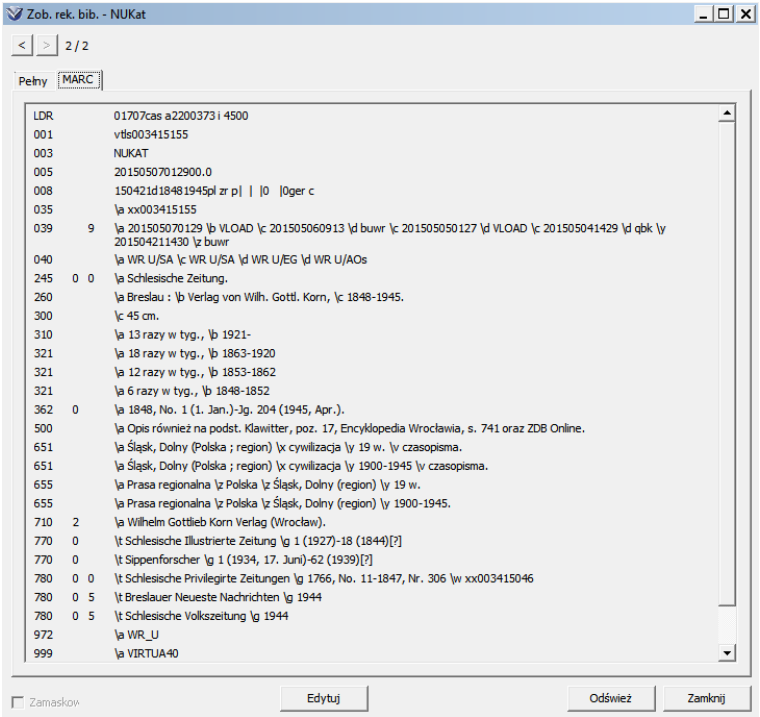 Zob. rek. bib. - NUKat
< > 2 / 2
Pełny MARC
LDR 01707cas a2200373 i 4500
001 vtls003415155
003 NUKAT
005 20150507012900.0
008 150421d18481945pl zr p| | |0 |0ger c
035 \a xx003415155
039 9 \a 201505070129 \b VLOAD \c 201505060913 \d buwr \c 201505050127 \d VLOAD \c 201505041429 \d qbk \y
201504211430 \z buwr
040 \a WR U/SA \c WR U/SA \d WR U/EG \d WR U/AOs
245 0 0 \a Schlesische Zeitung.
260 \a Breslau : \b Verlag von Wilh. Gottl. Korn, \c 1848-1945.
300 \c 45 cm.
310 \a 13 razy w tyg., \b 1921-
321 \a 18 razy w tyg., \b 1863-1920
321 \a 12 razy w tyg., \b 1853-1862
321 \a 6 razy w tyg., \b 1848-1852
362 0 \a 1848, No. 1 (1. Jan.)-Jg. 204 (1945, Apr.).
500 \a Opis również na podst. Klawitter, poz. 17, Encyklopedia Wrocławia, s. 741 oraz ZDB Online.
651 \a Śląsk, Dolny (Polska ; region) \x cywilizacja \y 19 w. \v czasopisma.
651 \a Śląsk, Dolny (Polska ; region) \x cywilizacja \y 1900-1945 \v czasopisma.
655 \a Prasa regionalna \z Polska \z Śląsk, Dolny (region) \y 19 w.
655 \a Prasa regionalna \z Polska \z Śląsk, Dolny (region) \y 1900-1945.
710 2 \a Wilhelm Gottlieb Korn Verlag (Wrocław).
770 0 \t Schlesische Illustrierte Zeitung \g 1 (1927)-18 (1844)[?]
770 0 \t Sippenforscher \g 1 (1934, 17. Juni)-62 (1939)[?]
780 0 0 \t Schlesische Privilegirte Zeitungen \g 1766, No. 11-1847, Nr. 306 \w xx003415046
780 0 5 \t Breslauer Neueste Nachrichten \g 1944
780 0 5 \t Schlesische Volkszeitung \g 1944
972 \a WR_U
999 \a VIRTUA40
Zamaskow Edytuj Odśwież Zamknij